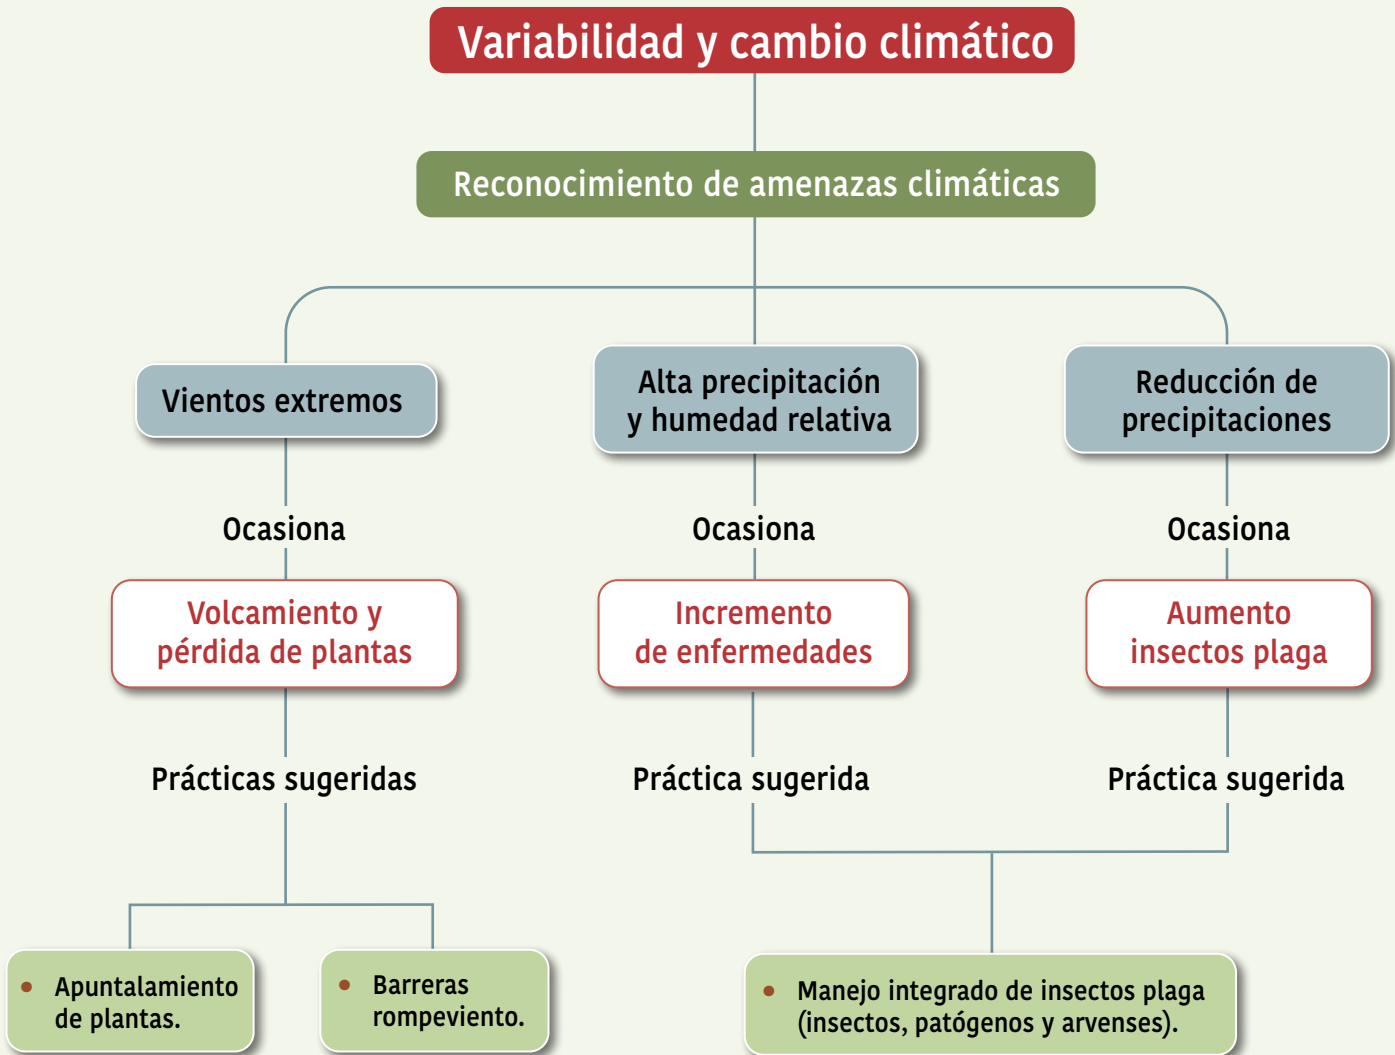 Variabilidad y cambio climático
Reconocimiento de amenazas climáticas
Vientos extremos
Alta precipitación
y humedad relativa
Reducción de
precipitaciones
Ocasiona
Ocasiona
Ocasiona
Volcamiento y
pérdida de plantas
Incremento
de enfermedades
Aumento
insectos plaga
Prácticas sugeridas
Práctica sugerida
Práctica sugerida
• Apuntalamiento
de plantas.
• Barreras
rompeviento.
• Manejo integrado de insectos plaga
(insectos, patógenos y arvenses).